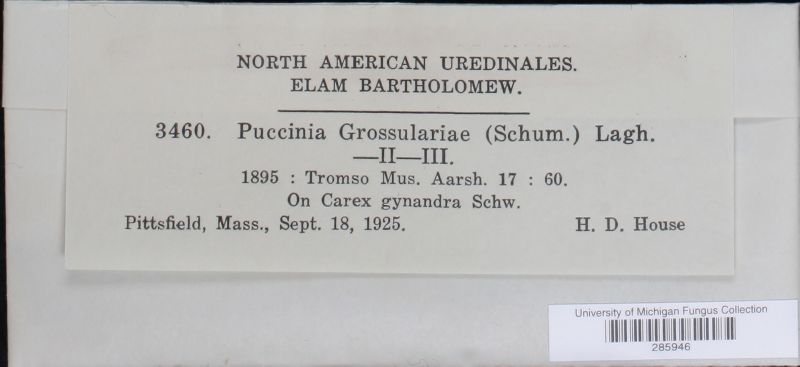 NORTH AMERICAN UREDINALES.
ELAM BARTHOLOMEW.
3460. Puccinia Grossulariae (Schum.) Lagh.
—II—III.
1895 : Tromso Mus. Aarsh. 17 : 60.
On Carex gynandra Schw.
Pittsfield, Mass., Sept. 18, 1925. H. D. House
University of Michigan Fungus Collection
285946